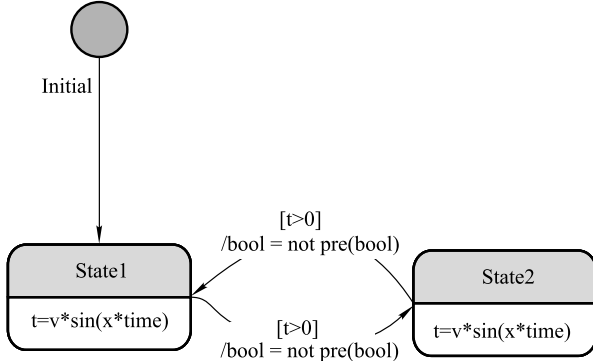 Initial
[t>0]
/bool = not pre(bool)
State1
State2
t=v*sin(x*time)
t=v*sin(x*time)
[t>0]
/bool = not pre(bool)